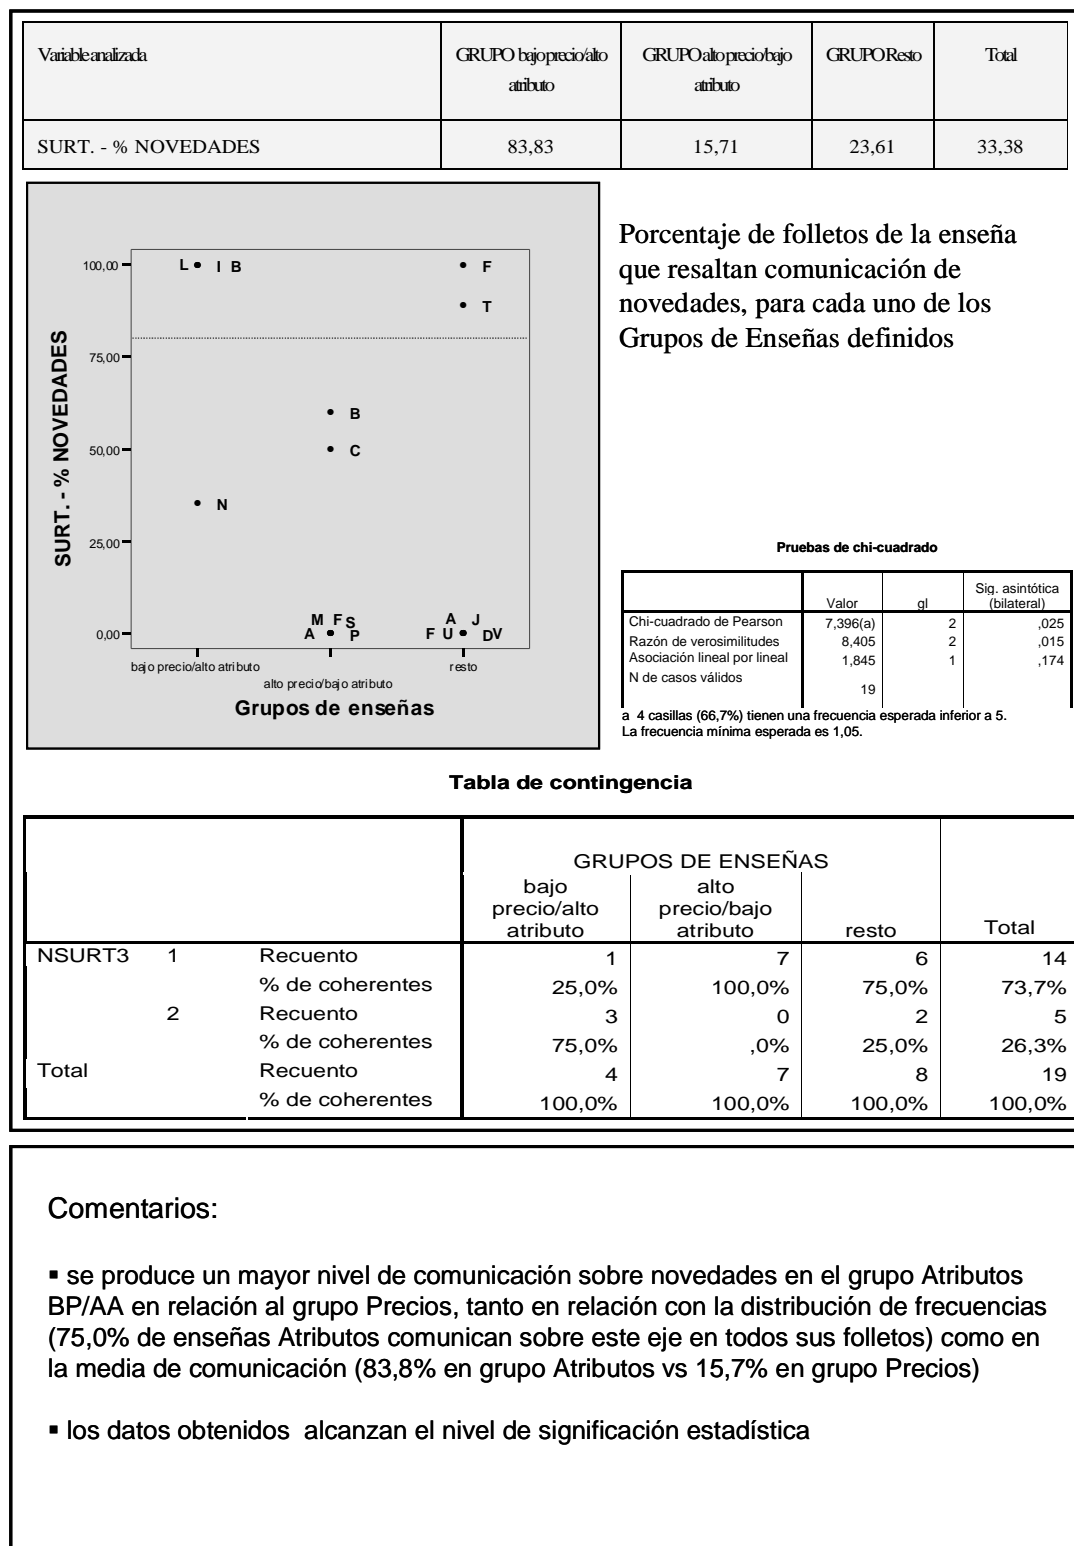 Variable analizada GRUPO bajo precio/alto atributo GRUPO alto precio/bajo atributo GRUPO Resto Total
SURT. - % NOVEDADES 83,83 15,71 23,61 33,38
Porcentaje de folletos de la enseña
que resaltan comunicación de
novedades, para cada uno de los
Grupos de Enseñas definidos
SURT. - % NOVEDADES
100,00 L I B F
T
75,00
B
50,00 C
N
25,00
M F S A J
0,00 A P F U D V
bajo precio/alto atributo resto
alto precio/bajo atributo
Grupos de enseñas
Pruebas de chi-cuadrado
Valor gl Sig. asintótica (bilateral)
Chi-cuadrado de Pearson 7,396(a) 2 ,025
Razón de verosimilitudes 8,405 2 ,015
Asociación lineal por lineal 1,845 1 ,174
N de casos válidos 19
a 4 casillas (66,7%) tienen una frecuencia esperada inferior a 5.
La frecuencia mínima esperada es 1,05.
Tabla de contingencia
GRUPOS DE ENSEÑAS
bajo precio/alto atributo alto precio/bajo atributo resto Total
NSURT3 1 Recuento 1 7 6 14
% de coherentes 25,0% 100,0% 75,0% 73,7%
2 Recuento 3 0 2 5
% de coherentes 75,0% ,0% 25,0% 26,3%
Total Recuento 4 7 8 19
% de coherentes 100,0% 100,0% 100,0% 100,0%
Comentarios:
▪ se produce un mayor nivel de comunicación sobre novedades en el grupo Atributos
BP/AA en relación al grupo Precios, tanto en relación con la distribución de frecuencias
(75,0% de enseñas Atributos comunican sobre este eje en todos sus folletos) como en
la media de comunicación (83,8% en grupo Atributos vs 15,7% en grupo Precios)
▪ los datos obtenidos alcanzan el nivel de significación estadística